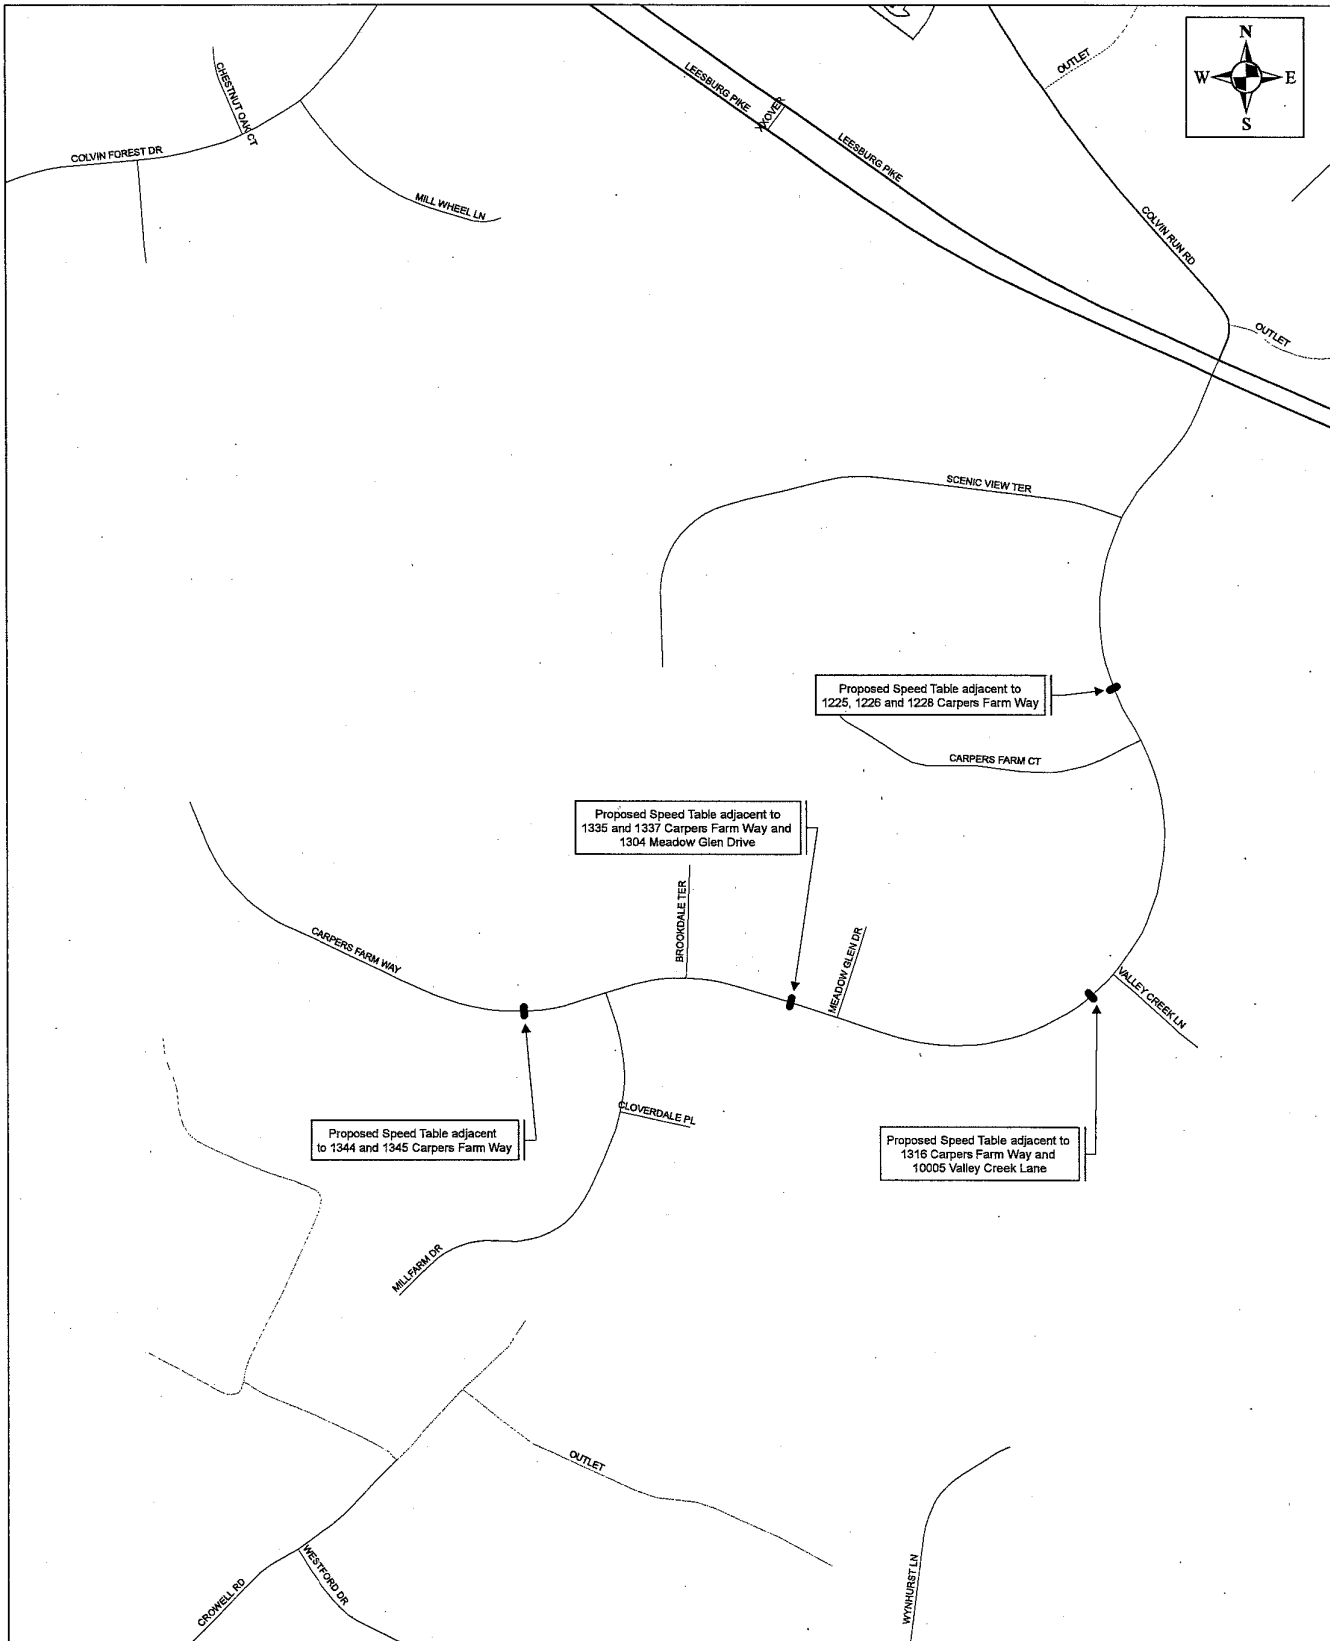 N
W E
S
OUTLET
LEESBURG PIKE
XXOVER
LEESBURG PIKE
CHESTNUT OAK CT
COLVIN FOREST DR
MILL WHEEL LN
COLVIN RUN RD
OUTLET
SCENIC VIEW TER
Proposed Speed Table adjacent to
1225, 1226 and 1228 Carpers Farm Way
CARPERS FARM CT
Proposed Speed Table adjacent to
1335 and 1337 Carpers Farm Way and
1304 Meadow Glen Drive
BROOKDALE TER
CARPERS FARM WAY
MEADOW GLEN DR
VALLEY CREEK LN
CLOVERDALE PL
Proposed Speed Table adjacent
to 1344 and 1345 Carpers Farm Way
Proposed Speed Table adjacent to
1316 Carpers Farm Way and
10005 Valley Creek Lane
MILLFARM DR
OUTLET
WESTFORD DR
CROWELL RD
WYNHURST LN